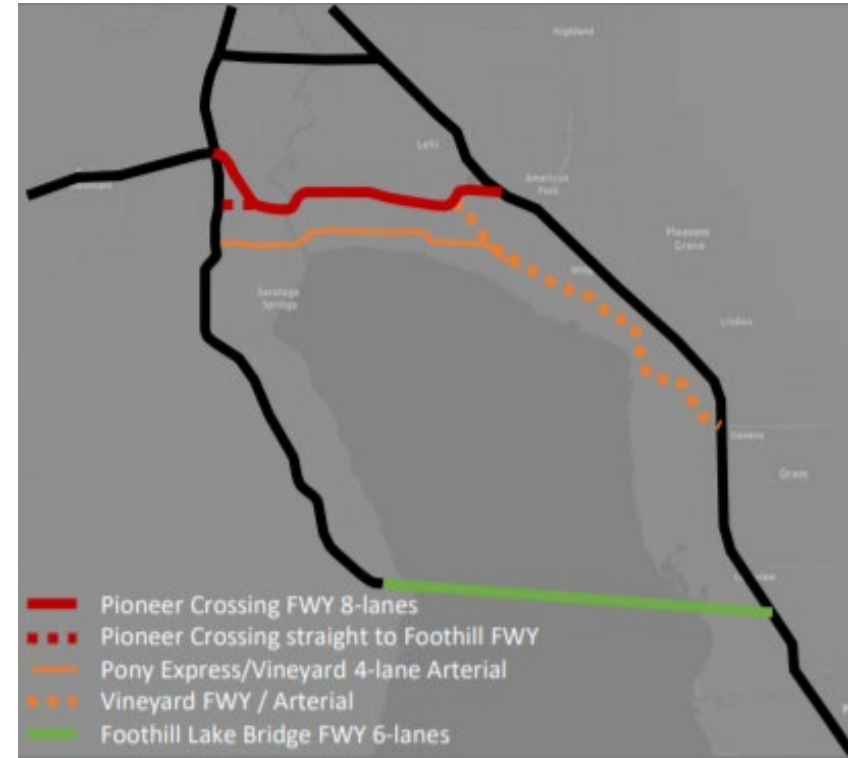 Highland
Lehi
American
Fork
Pleasant
Grove
Saratoga
Springs
Lindon
Geneva
Orem
Pioneer Crossing FWY 8-lanes
Pioneer Crossing straight to Foothill FWY
Pony Express/Vineyard 4-lane Arterial
Vineyard FWY / Arterial
Foothill Lake Bridge FWY 6-lanes